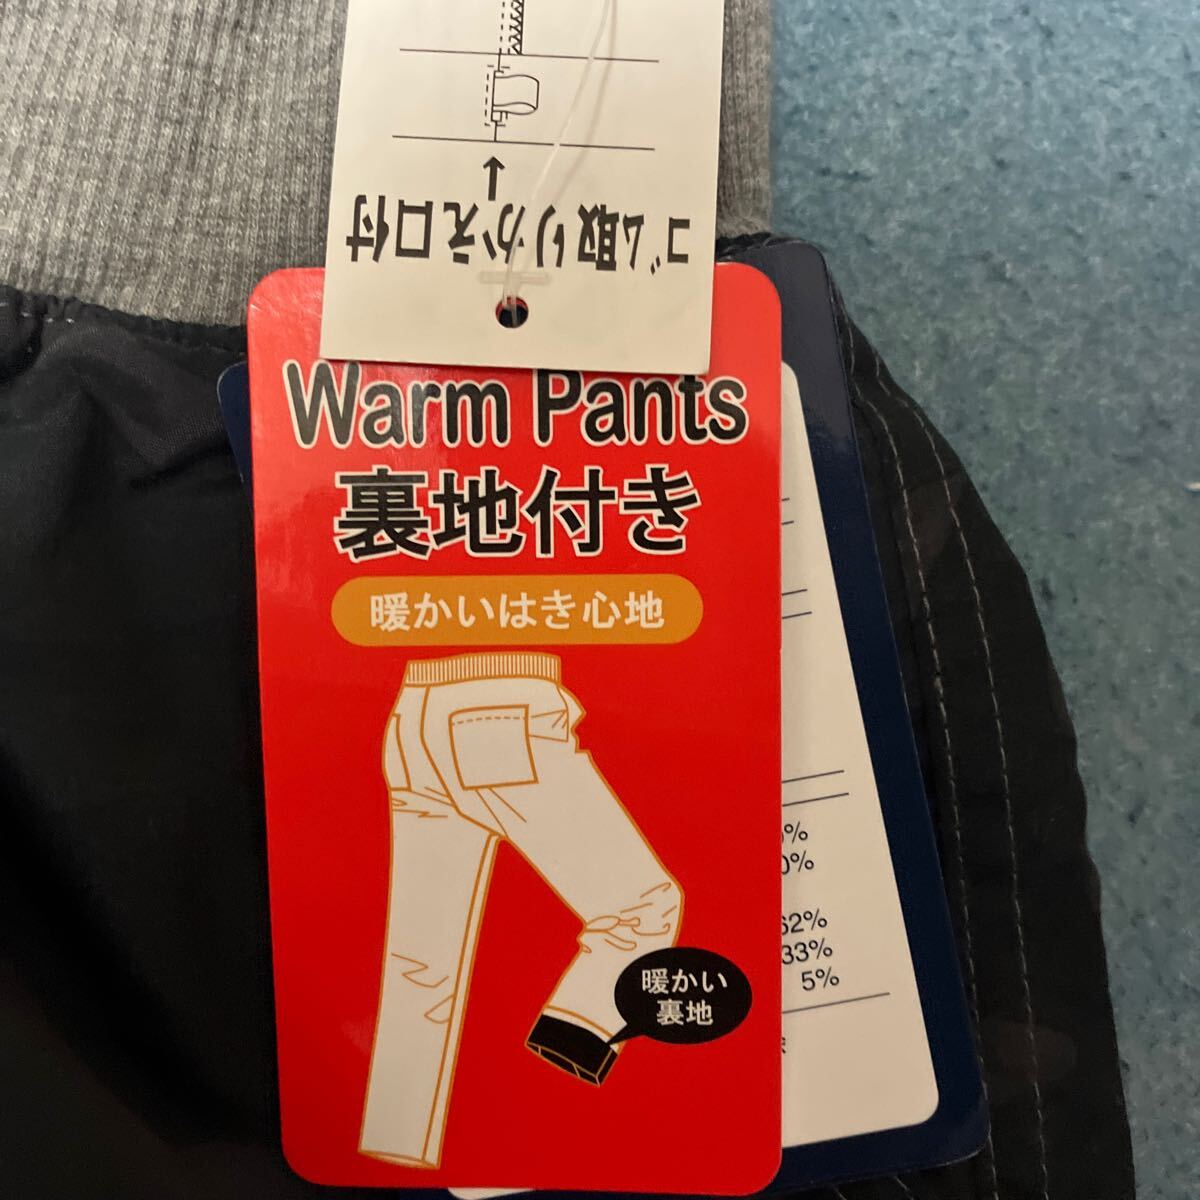 ゴム取りかえ口付
Warm Pants
裏地付き
暖かいはき心地
暖かい
裏地
0%
62%
33%
5%